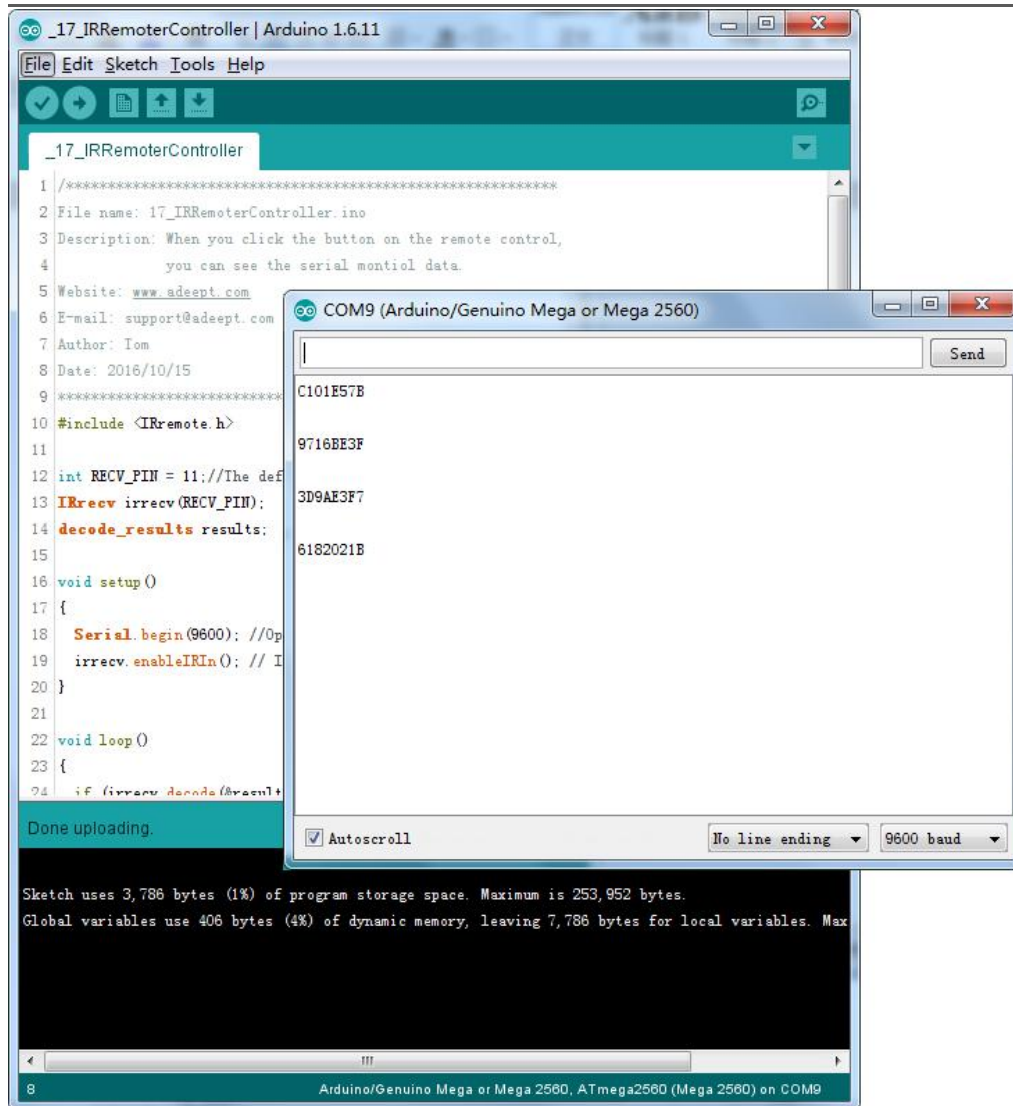 _17_IRRemoterController | Arduino 1.6.11
File Edit Sketch Tools Help
_17_IRRemoterController
1 /***********************************************************
2 File name: 17_IRRemoterController.ino
3 Description: When you click the button on the remote control,
4 you can see the serial montiol data.
5 Website: www.adeept.com
6 E-mail: support@adeept.com
7 Author: Tom
8 Date: 2016/10/15
9 ***************************
10 #include <IRremote.h>
11
12 int RECV_PIN = 11;//The def
13 IRrecv irrecv(RECV_PIN);
14 decode_results results;
15
16 void setup()
17 {
18 Serial.begin(9600); //Op
19 irrecv.enableIRIn(); // I
20 }
21
22 void loop()
23 {
24 if (irrecv.decode(&result
COM9 (Arduino/Genuino Mega or Mega 2560)
Send
C101E57B
9716BE3F
3D9AE3F7
6182021B
Autoscroll
No line ending
9600 baud
Done uploading.
Sketch uses 3,786 bytes (1%) of program storage space. Maximum is 253,952 bytes.
Global variables use 406 bytes (4%) of dynamic memory, leaving 7,786 bytes for local variables. Max
8
Arduino/Genuino Mega or Mega 2560, ATmega2560 (Mega 2560) on COM9